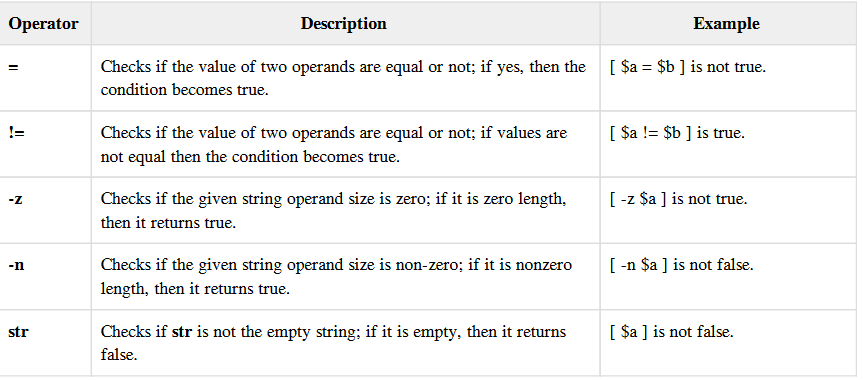 Operator Description Example
= Checks if the value of two operands are equal or not; if yes, then the [ $a = $b ] is not true.
condition becomes true.
!= Checks if the value of two operands are equal or not; if values are [ $a != $b ] is true.
not equal then the condition becomes true.
-z Checks if the given string operand size is zero; if it is zero length, [ -z $a ] is not true.
then it returns true.
-n Checks if the given string operand size is non-zero; if it is nonzero [ -n $a ] is not false.
length, then it returns true.
str Checks if str is not the empty string; if it is empty, then it returns [ $a ] is not false.
false.